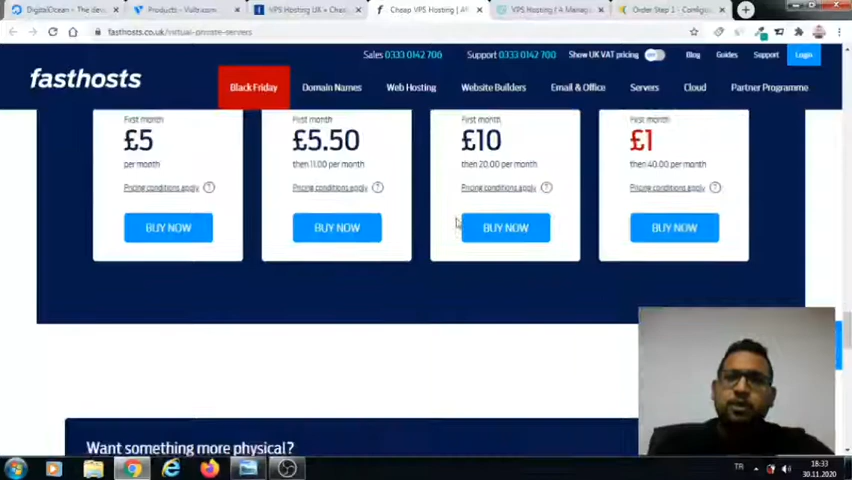 DigitalOcean – The dev
Products - Vultr.com
VPS Hosting UK • Chea
Cheap VPS Hosting | A
VPS Hosting | A Manag
Order Step 1 - Configu
fasthosts.co.uk/virtual-private-servers
Sales 0333 0142 706
Support 0333 0142 700
Show UK VAT pricing
OFF
Blog
Guides
Support
Login
fasthosts
Black Friday
Domain Names
Web Hosting
Website Builders
Email & Office
Servers
Cloud
Partner Programme
First month
£5
per month
Pricing conditions apply ?
BUY NOW
First month
£5.50
then 11.00 per month
Pricing conditions apply ?
BUY NOW
First month
£10
then 20.00 per month
Pricing conditions apply ?
BUY NOW
First month
£1
then 40.00 per month
Pricing conditions apply ?
BUY NOW
Want something more physical?
TR
18:33
30.11.2020